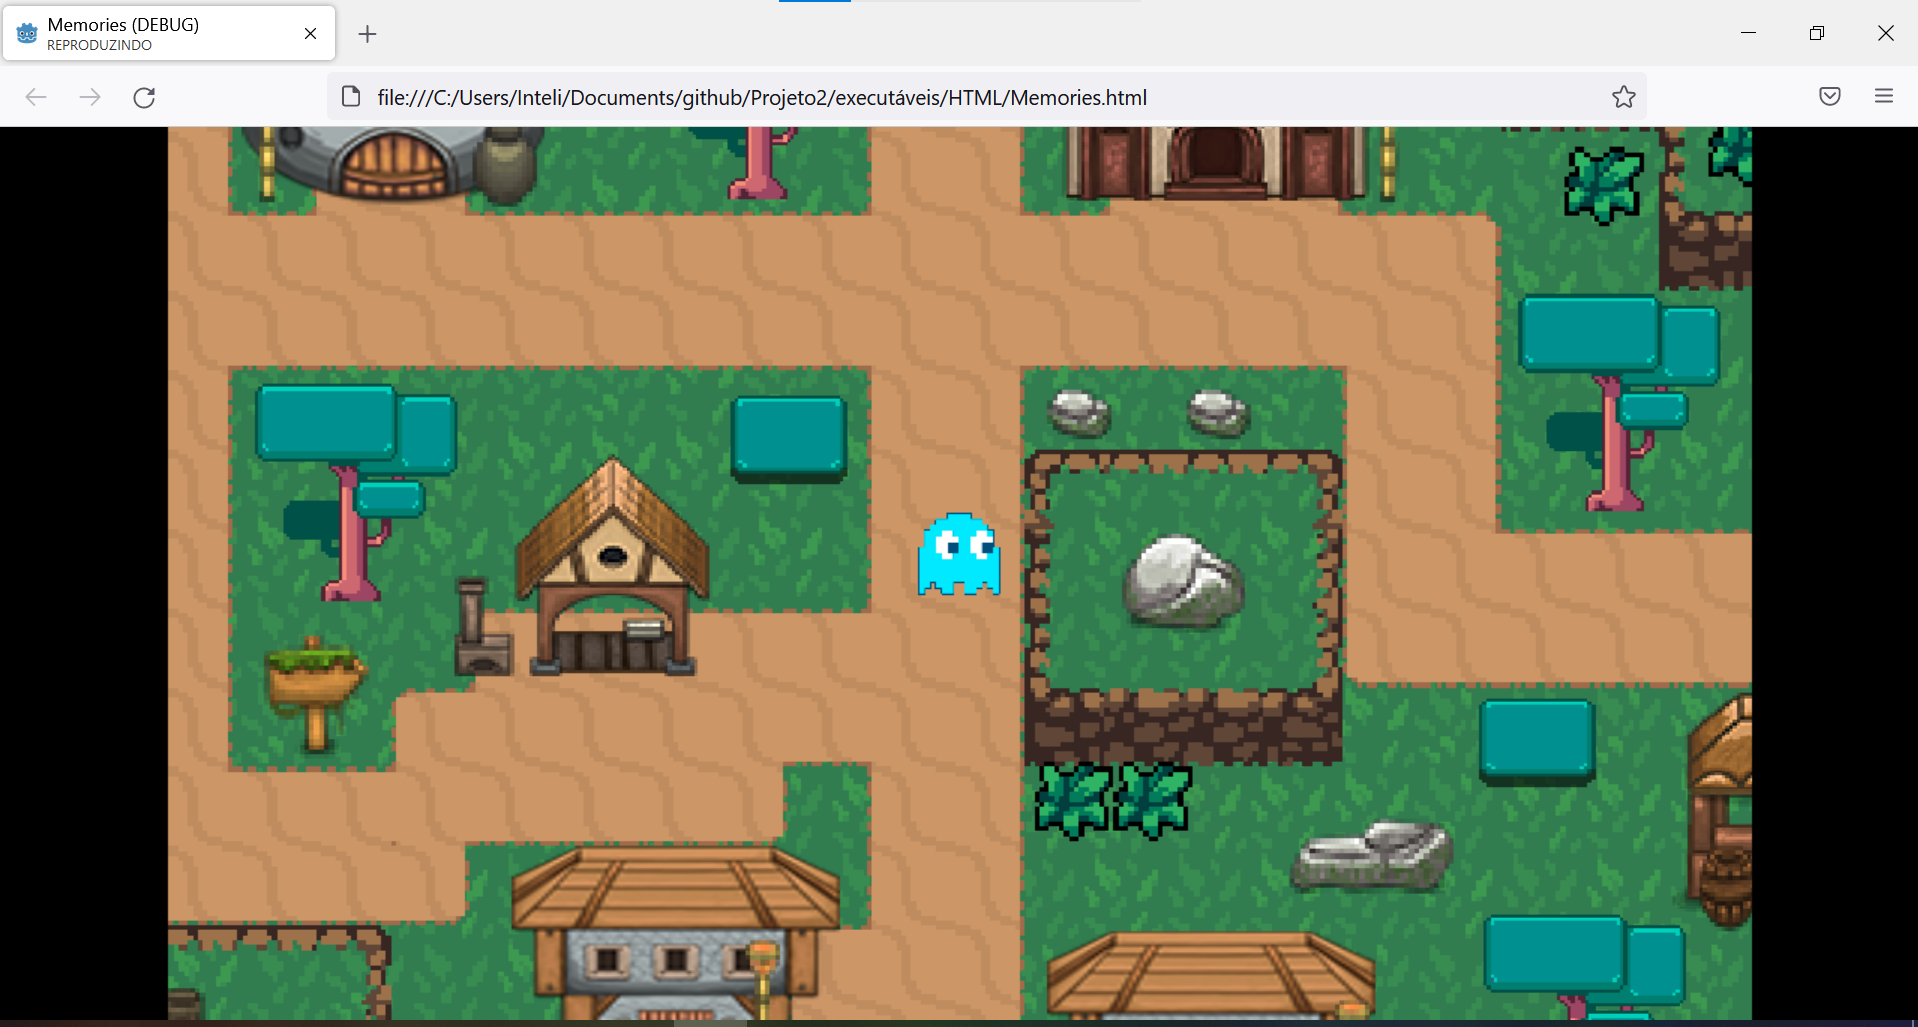 Memories (DEBUG)
REPRODUZINDO
file:///C:/Users/Inteli/Documents/github/Projeto2/executáveis/HTML/Memories.html